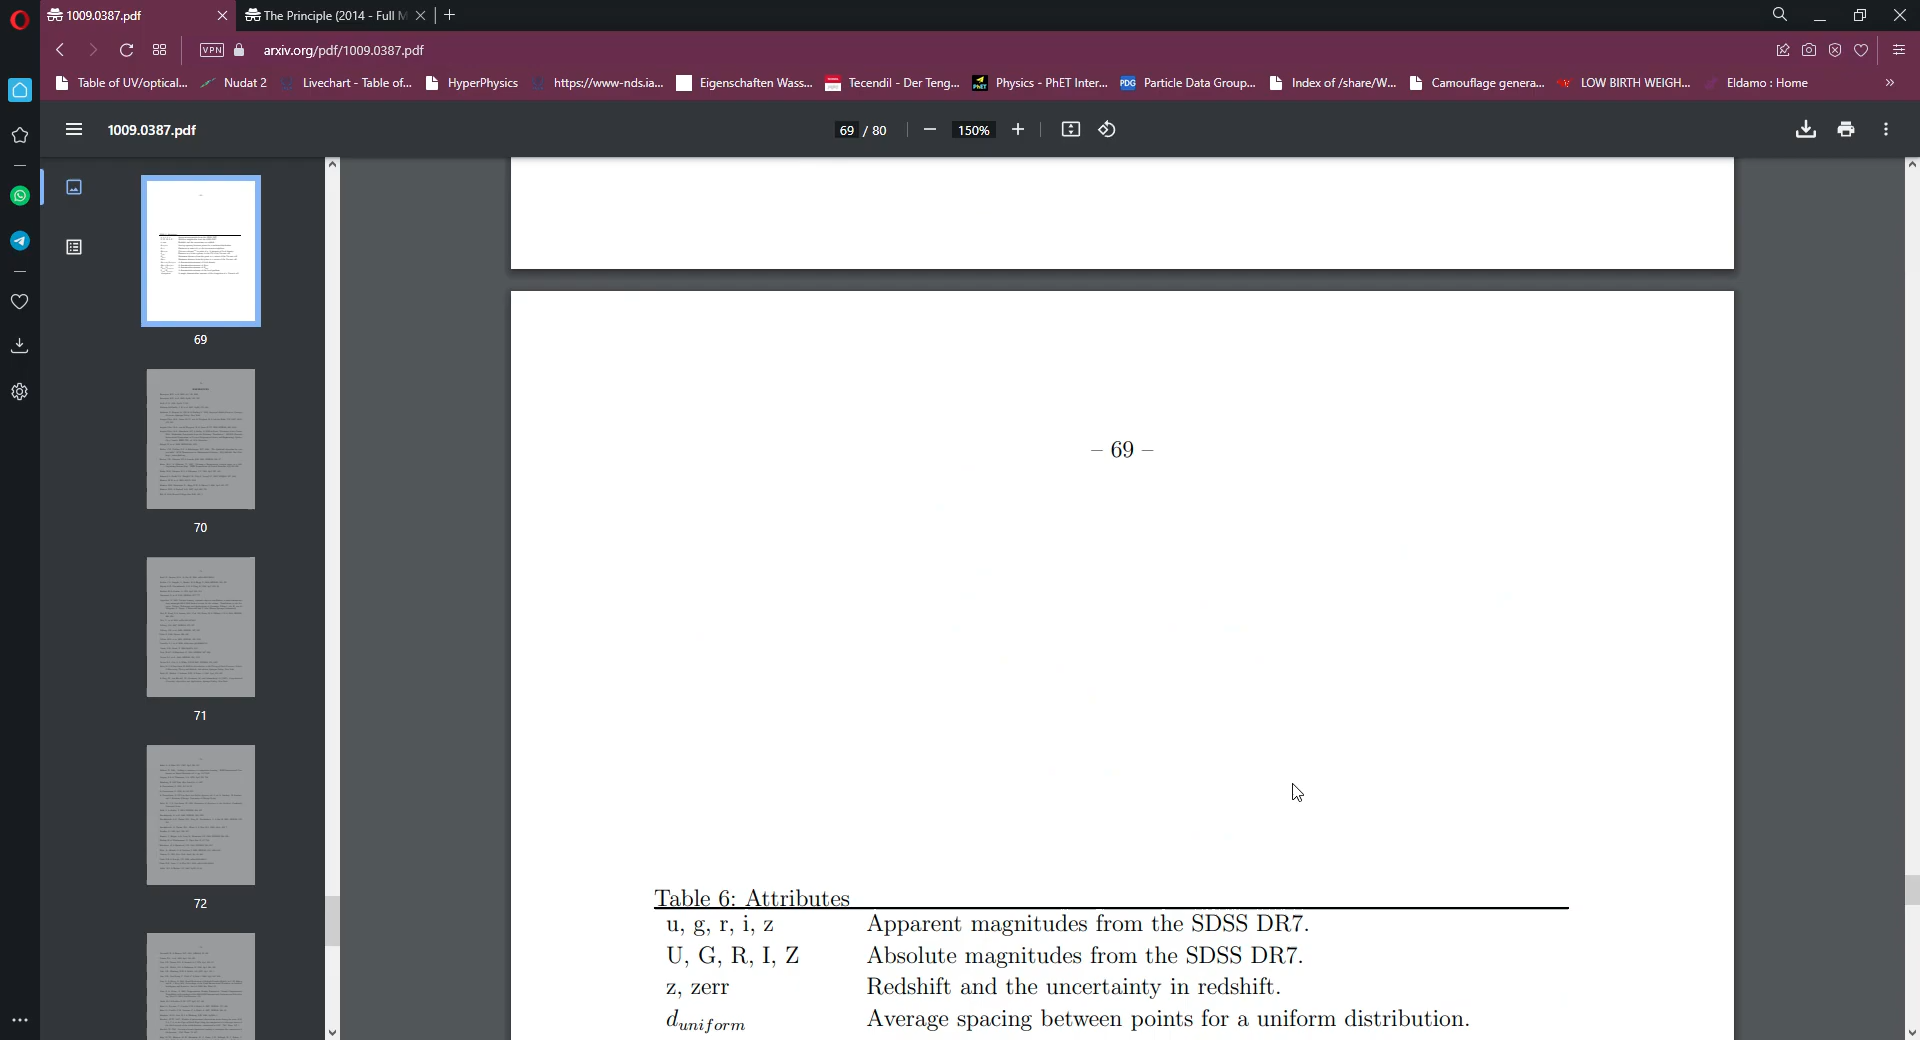 1009.0387.pdf
The Principle (2014 - Full M
VPN
arxiv.org/pdf/1009.0387.pdf
Table of UV/optical... Nudat 2 Livechart - Table of... HyperPhysics https://www-nds.ia... Eigenschaften Wass... Tecendil - Der Teng... Physics - PhET Inter... PDG Particle Data Group... Index of /share/W... Camouflage genera... LOW BIRTH WEIGH... Eldamo : Home
1009.0387.pdf
69 / 80
150%
69
70
71
72
– 69 –
Table 6: Attributes
u, g, r, i, z Apparent magnitudes from the SDSS DR7.
U, G, R, I, Z Absolute magnitudes from the SDSS DR7.
z, zerr Redshift and the uncertainty in redshift.
duniform Average spacing between points for a uniform distribution.